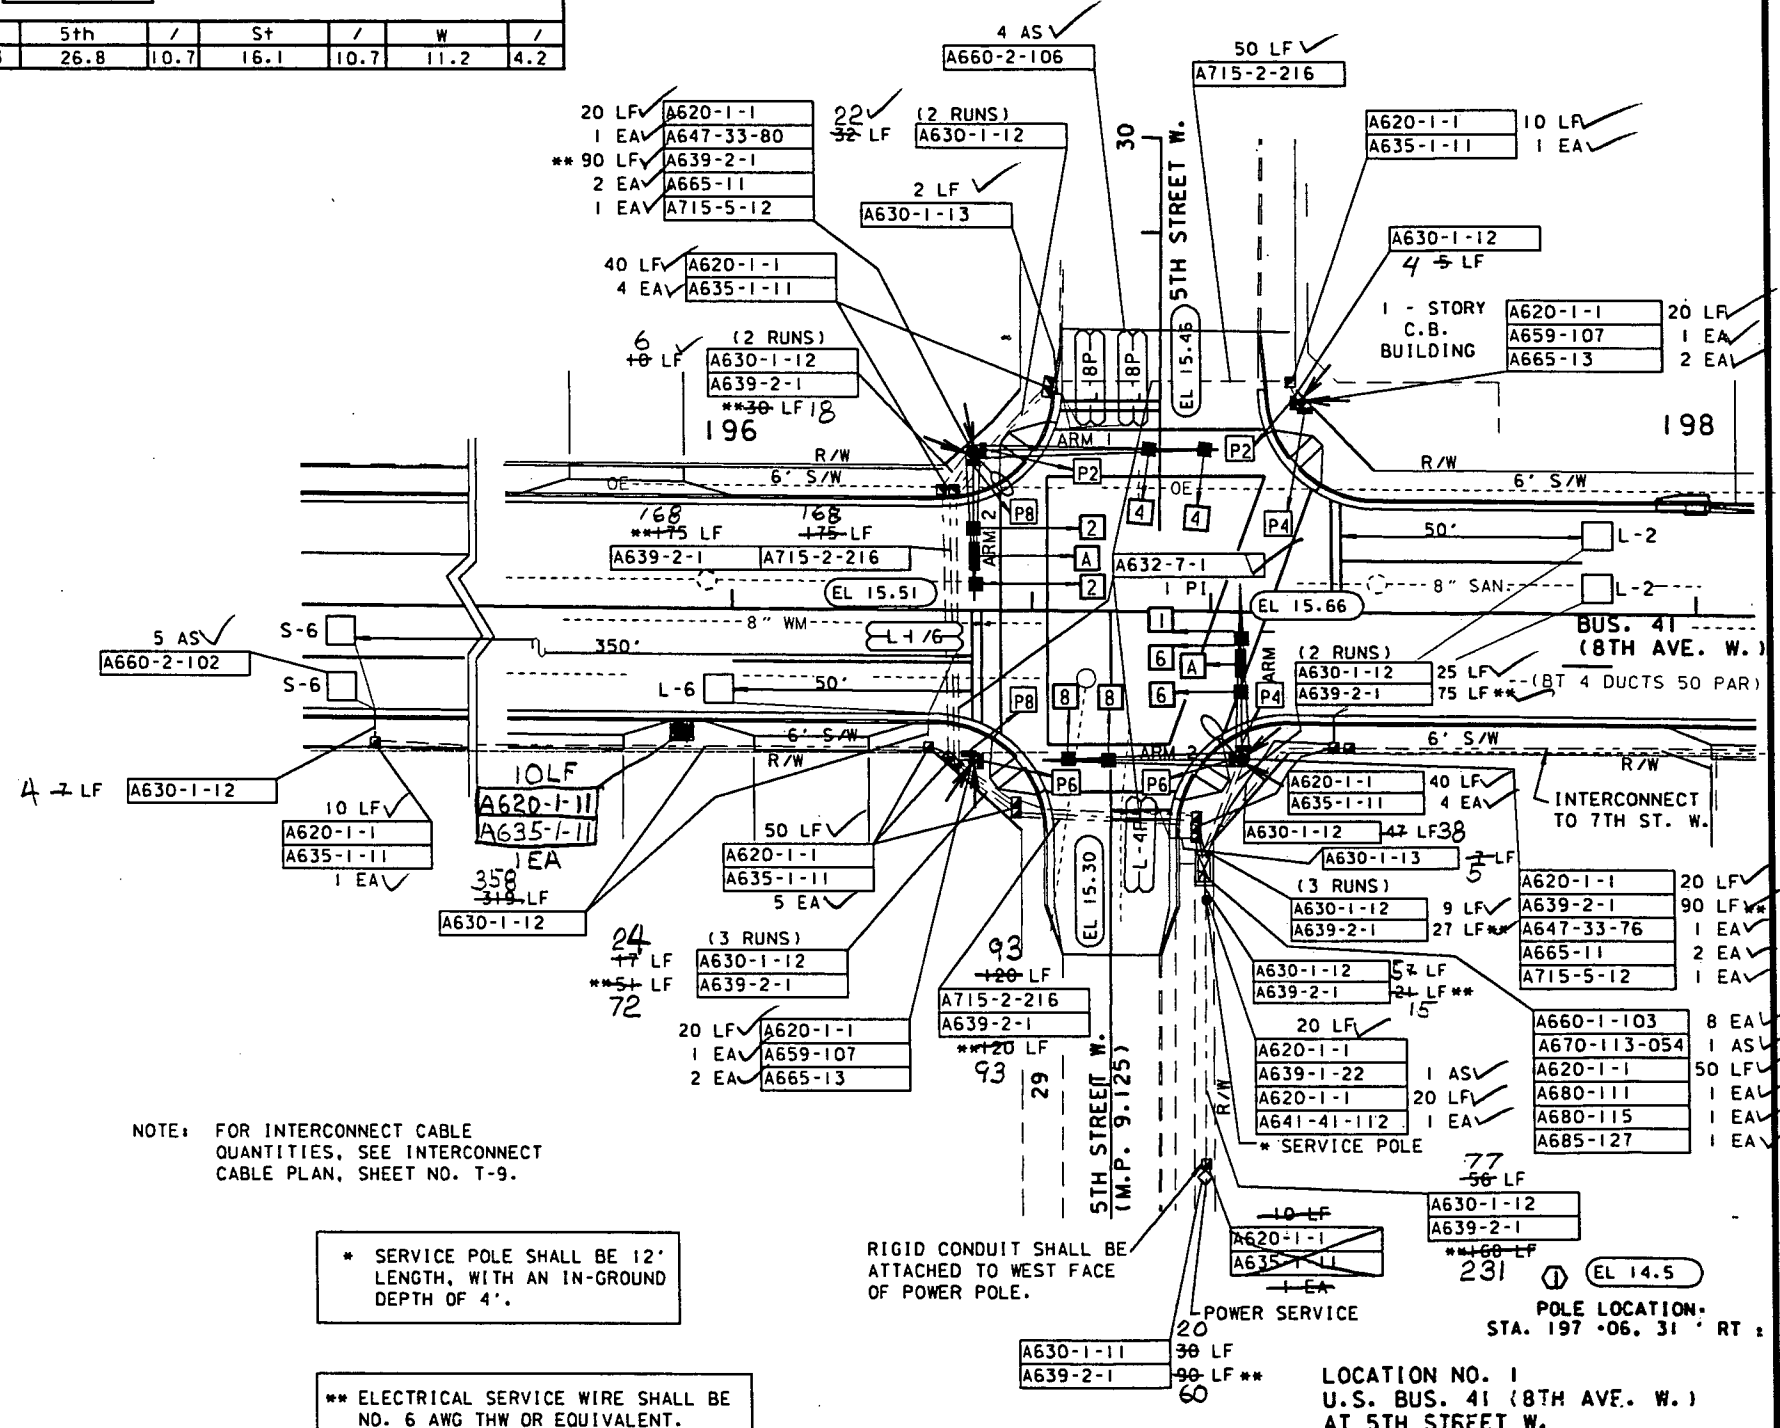 5th / St / W /
26.8 10.7 16.1 10.7 11.2 4.2
4 AS
A660-2-106
50 LF
A715-2-216
20 LF A620-1-1
1 EA A647-33-80
** 90 LF A639-2-1
2 EA A665-11
1 EA A715-5-12
22
32 LF
(2 RUNS)
A630-1-12
2 LF
A630-1-13
30
5TH STREET W.
A620-1-1 10 LF
A635-1-11 1 EA
A630-1-12
4 5 LF
40 LF A620-1-1
4 EA A635-1-11
1 - STORY
C.B.
BUILDING
A620-1-1 20 LF
A659-107 1 EA
A665-13 2 EA
6
10 LF
(2 RUNS)
A630-1-12
A639-2-1
**30 LF 18
196
198
L-8P
L-8P
EL 15.46
ARM 1
P2
P2
R/W
6' S/W
OE
R/W
6' S/W
OE
168
**175 LF
168
175 LF
A639-2-1 A715-2-216
ARM 2
P8
4
4
P4
2
A
2
A632-7-1
1 PI
50'
L-2
L-2
8" SAN.
EL 15.51
EL 15.66
8" WM
L-1/6
BUS. 41
(8TH AVE. W.)
5 AS
A660-2-102
S-6
S-6
350'
L-6
50'
1
6
A
6
ARM
(2 RUNS)
A630-1-12 25 LF
A639-2-1 75 LF **
(BT 4 DUCTS 50 PAR)
P8
8
8
P4
6' S/W
R/W
ARM 2
P6
P6
6' S/W
R/W
4 7 LF A630-1-12
10 LF
A620-1-1
A635-1-11
1 EA
10LF
A620-1-11
A635-1-11
1EA
358
319 LF
A630-1-12
50 LF
A620-1-1
A635-1-11
5 EA
24
17 LF
**51 LF
72
(3 RUNS)
A630-1-12
A639-2-1
20 LF A620-1-1
1 EA A659-107
2 EA A665-13
93
120 LF
A715-2-216
A639-2-1
**120 LF
93
EL 15.30
L-4P
A620-1-1 40 LF
A635-1-11 4 EA
INTERCONNECT
TO 7TH ST. W.
A630-1-12 47 LF 38
A630-1-13 7 LF
5
(3 RUNS)
A630-1-12 9 LF
A639-2-1 27 LF **
A620-1-1 20 LF
A639-2-1 90 LF **
A647-33-76 1 EA
A665-11 2 EA
A715-5-12 1 EA
A630-1-12 5 7 LF
A639-2-1 21 LF **
15
20 LF
A620-1-1
A639-1-22 1 AS
A620-1-1 20 LF
A641-41-112 1 EA
* SERVICE POLE
A660-1-103 8 EA
A670-113-054 1 AS
A620-1-1 50 LF
A680-111 1 EA
A680-115 1 EA
A685-127 1 EA
29
5TH STREET W.
(M.P. 9.125)
R/W
NOTE: FOR INTERCONNECT CABLE
QUANTITIES, SEE INTERCONNECT
CABLE PLAN, SHEET NO. T-9.
77
56 LF
A630-1-12
A639-2-1
**168 LF
231
* SERVICE POLE SHALL BE 12'
LENGTH, WITH AN IN-GROUND
DEPTH OF 4'.
RIGID CONDUIT SHALL BE
ATTACHED TO WEST FACE
OF POWER POLE.
10 LF
A620-1-1
A635-1-11
1 EA
POWER SERVICE
1 EL 14.5
POLE LOCATION:
STA. 197 +06, 31 ' RT
20
A630-1-11 30 LF
A639-2-1 90 LF **
60
** ELECTRICAL SERVICE WIRE SHALL BE
NO. 6 AWG THW OR EQUIVALENT.
LOCATION NO. 1
U.S. BUS. 41 (8TH AVE. W.)
AT 5TH STREET W.